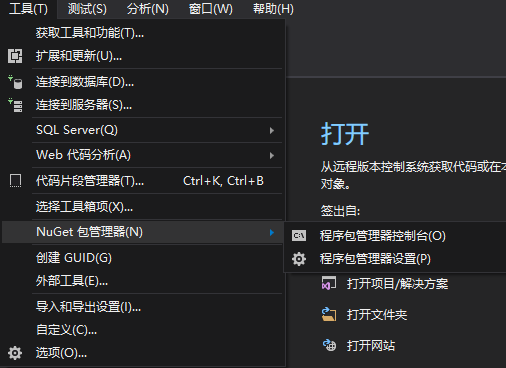 工具(T) 测试(S) 分析(N) 窗口(W) 帮助(H)
获取工具和功能(T)...
扩展和更新(U)...
连接到数据库(D)...
连接到服务器(S)...
SQL Server(Q)
Web 代码分析(A)
代码片段管理器(T)... Ctrl+K, Ctrl+B
选择工具箱项(X)...
NuGet 包管理器(N)
创建 GUID(G)
外部工具(E)...
导入和导出设置(I)...
自定义(C)...
选项(O)...
打开
从远程版本控制系统获取代码或在本
对象。
签出自:
C:\
程序包管理器控制台(O)
程序包管理器设置(P)
打开项目/解决方案
打开文件夹
打开网站